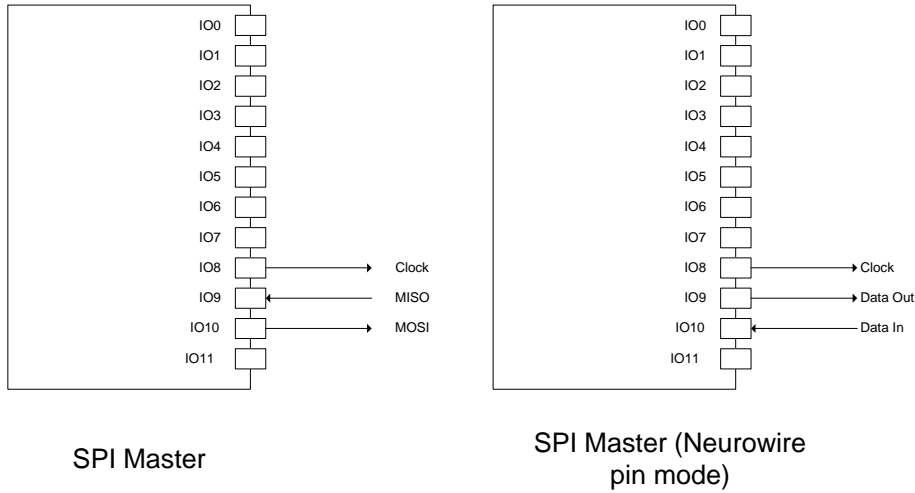 IO0
IO1
IO2
IO3
IO4
IO5
IO6
IO7
IO8 Clock
IO9 MISO
IO10 MOSI
IO11
SPI Master
IO0
IO1
IO2
IO3
IO4
IO5
IO6
IO7
IO8 Clock
IO9 Data Out
IO10 Data In
IO11
SPI Master (Neurowire
pin mode)